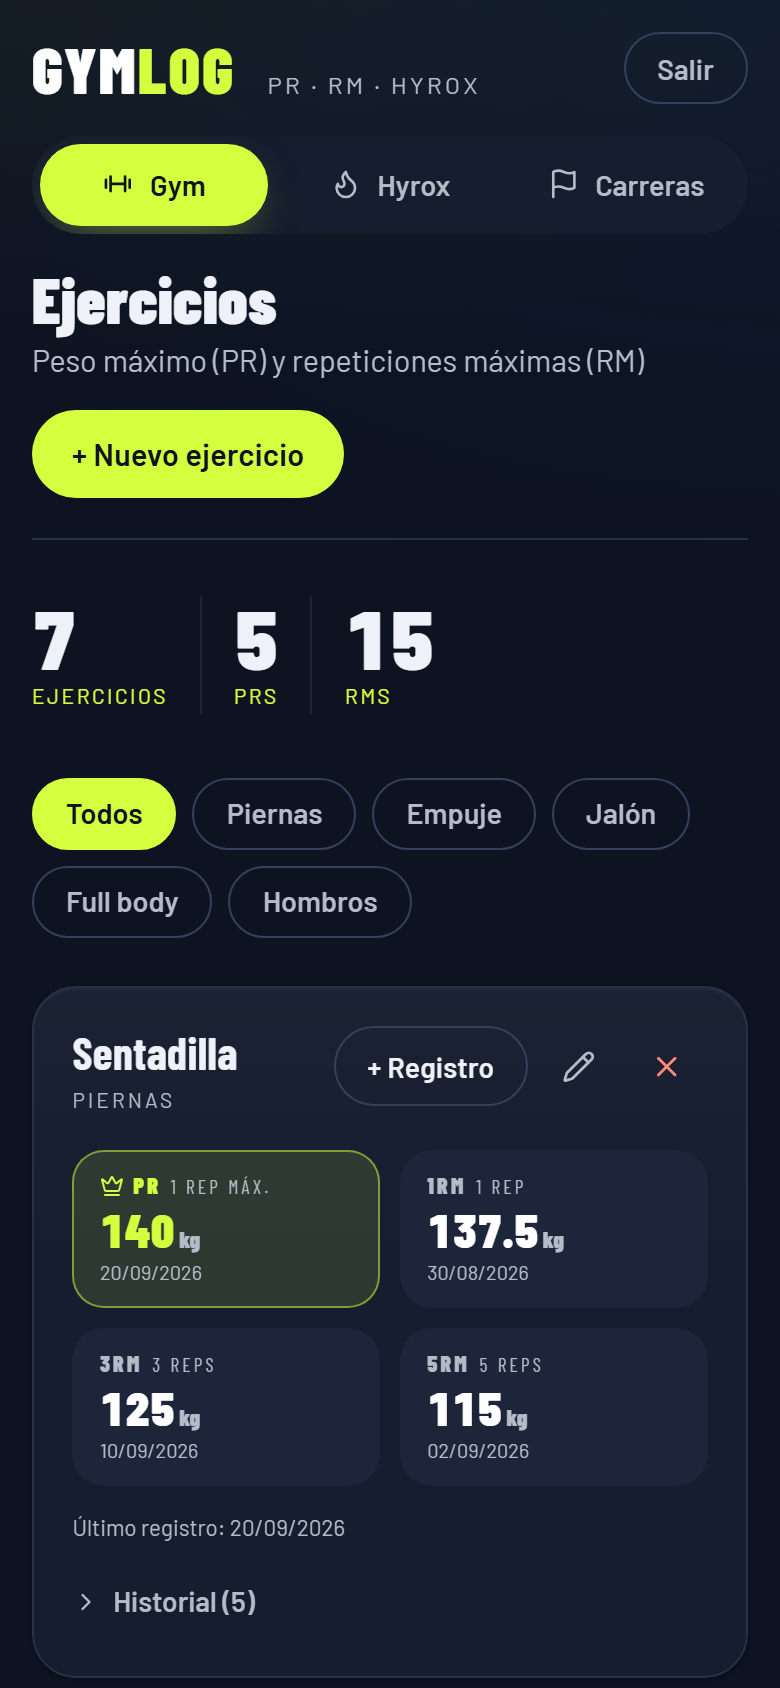 GYMLOG PR · RM · HYROX Salir
Gym Hyrox Carreras
Ejercicios
Peso máximo (PR) y repeticiones máximas (RM)
+ Nuevo ejercicio
7 5 15
EJERCICIOS PRS RMS
Todos Piernas Empuje Jalón
Full body Hombros
Sentadilla + Registro
PIERNAS
PR 1 REP MÁX. 1RM 1 REP
140 kg 137.5 kg
20/09/2026 30/08/2026
3RM 3 REPS 5RM 5 REPS
125 kg 115 kg
10/09/2026 02/09/2026
Último registro: 20/09/2026
Historial (5)